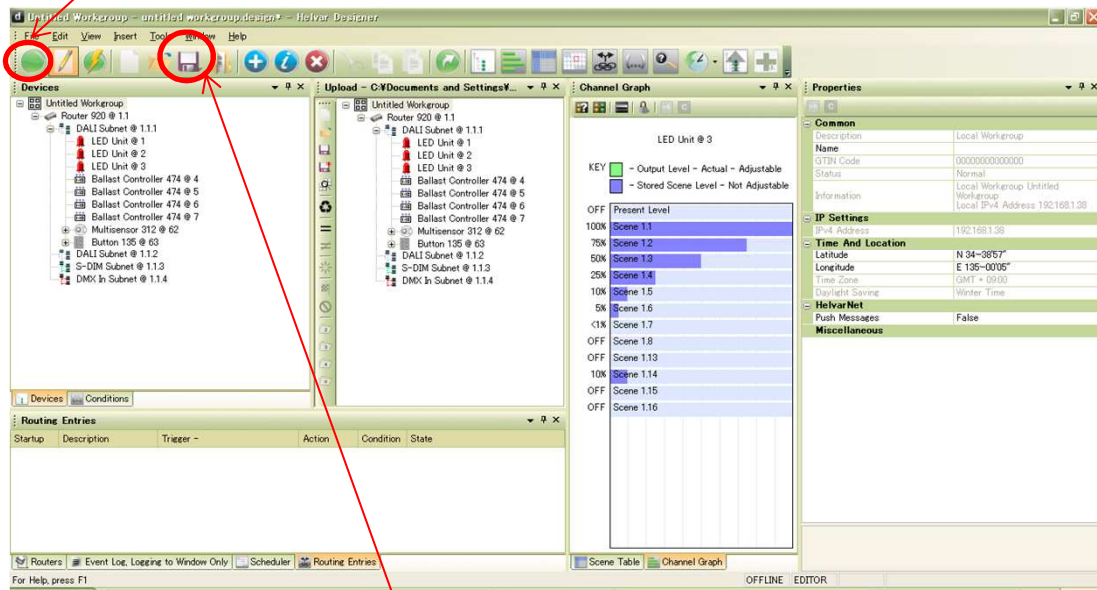 Untitled Workgroup - untitled workgroup.design* - Helvar Designer
File Edit View Insert Tools Window Help
Devices
Untitled Workgroup
Router 920 @ 1.1
DALI Subnet @ 1.1.1
LED Unit @ 1
LED Unit @ 2
LED Unit @ 3
Ballast Controller 474 @ 4
Ballast Controller 474 @ 5
Ballast Controller 474 @ 6
Ballast Controller 474 @ 7
Multisensor 312 @ 62
Button 135 @ 63
DALI Subnet @ 1.1.2
S-DIM Subnet @ 1.1.3
DMX In Subnet @ 1.1.4
Devices Conditions
Upload - C:¥Documents and Settings¥...
Untitled Workgroup
Router 920 @ 1.1
DALI Subnet @ 1.1.1
LED Unit @ 1
LED Unit @ 2
LED Unit @ 3
Ballast Controller 474 @ 4
Ballast Controller 474 @ 5
Ballast Controller 474 @ 6
Ballast Controller 474 @ 7
Multisensor 312 @ 62
Button 135 @ 63
DALI Subnet @ 1.1.2
S-DIM Subnet @ 1.1.3
DMX In Subnet @ 1.1.4
Channel Graph
LED Unit @ 3
KEY - Output Level - Actual - Adjustable
- Stored Scene Level - Not Adjustable
OFF Present Level
100% Scene 1.1
75% Scene 1.2
50% Scene 1.3
25% Scene 1.4
10% Scene 1.5
5% Scene 1.6
<1% Scene 1.7
OFF Scene 1.8
OFF Scene 1.13
10% Scene 1.14
OFF Scene 1.15
OFF Scene 1.16
Scene Table Channel Graph
Properties
Common
Description Local Workgroup
Name
GTIN Code 00000000000000
Status Normal
Information Local Workgroup Untitled
Workgroup
Local IPv4 Address 192.168.1.38
IP Settings
IPv4 Address 192.168.1.38
Time And Location
Latitude N 34-38'57"
Longitude E 135-00'05"
Time Zone GMT + 09:00
Daylight Saving Winter Time
HelvarNet
Push Messages False
Miscellaneous
Routing Entries
Startup Description Trigger - Action Condition State
Routers Event Log, Logging to Window Only Scheduler Routing Entries
For Help, press F1
OFFLINE EDITOR